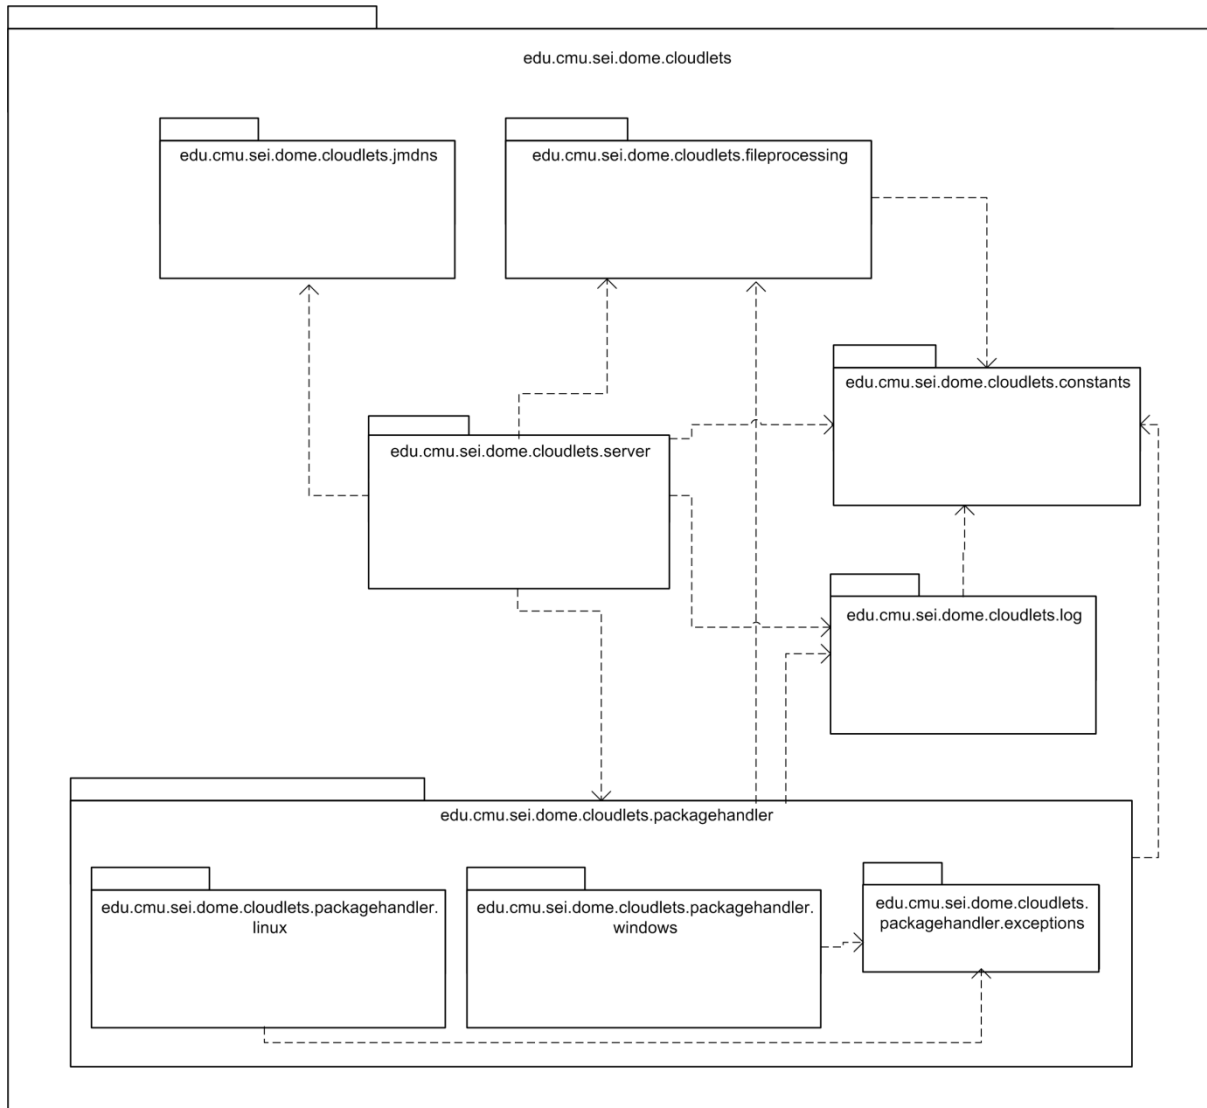 edu.cmu.sei.dome.cloudlets
edu.cmu.sei.dome.cloudlets.jmdns
edu.cmu.sei.dome.cloudlets.fileprocessing
edu.cmu.sei.dome.cloudlets.constants
edu.cmu.sei.dome.cloudlets.server
edu.cmu.sei.dome.cloudlets.log
edu.cmu.sei.dome.cloudlets.packagehandler
edu.cmu.sei.dome.cloudlets.packagehandler.
linux
edu.cmu.sei.dome.cloudlets.packagehandler.
windows
edu.cmu.sei.dome.cloudlets.
packagehandler.exceptions